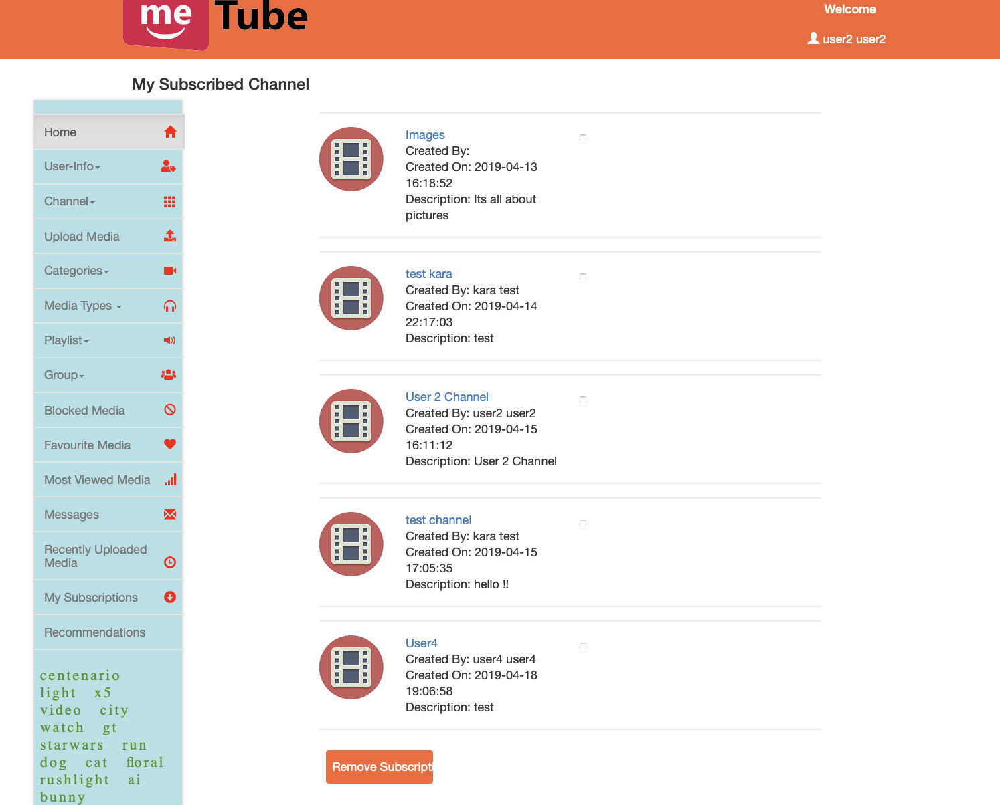 me Tube
Welcome
user2 user2
My Subscribed Channel
Home
User-Info
Channel
Upload Media
Categories
Media Types
Playlist
Group
Blocked Media
Favourite Media
Most Viewed Media
Messages
Recently Uploaded
Media
My Subscriptions
Recommendations
centenario
light x5
video city
watch gt
starwars run
dog cat floral
rushlight ai
bunny
Images
Created By:
Created On: 2019-04-13
16:18:52
Description: Its all about
pictures
test kara
Created By: kara test
Created On: 2019-04-14
22:17:03
Description: test
User 2 Channel
Created By: user2 user2
Created On: 2019-04-15
16:11:12
Description: User 2 Channel
test channel
Created By: kara test
Created On: 2019-04-15
17:05:35
Description: hello !!
User4
Created By: user4 user4
Created On: 2019-04-18
19:06:58
Description: test
Remove Subscripti